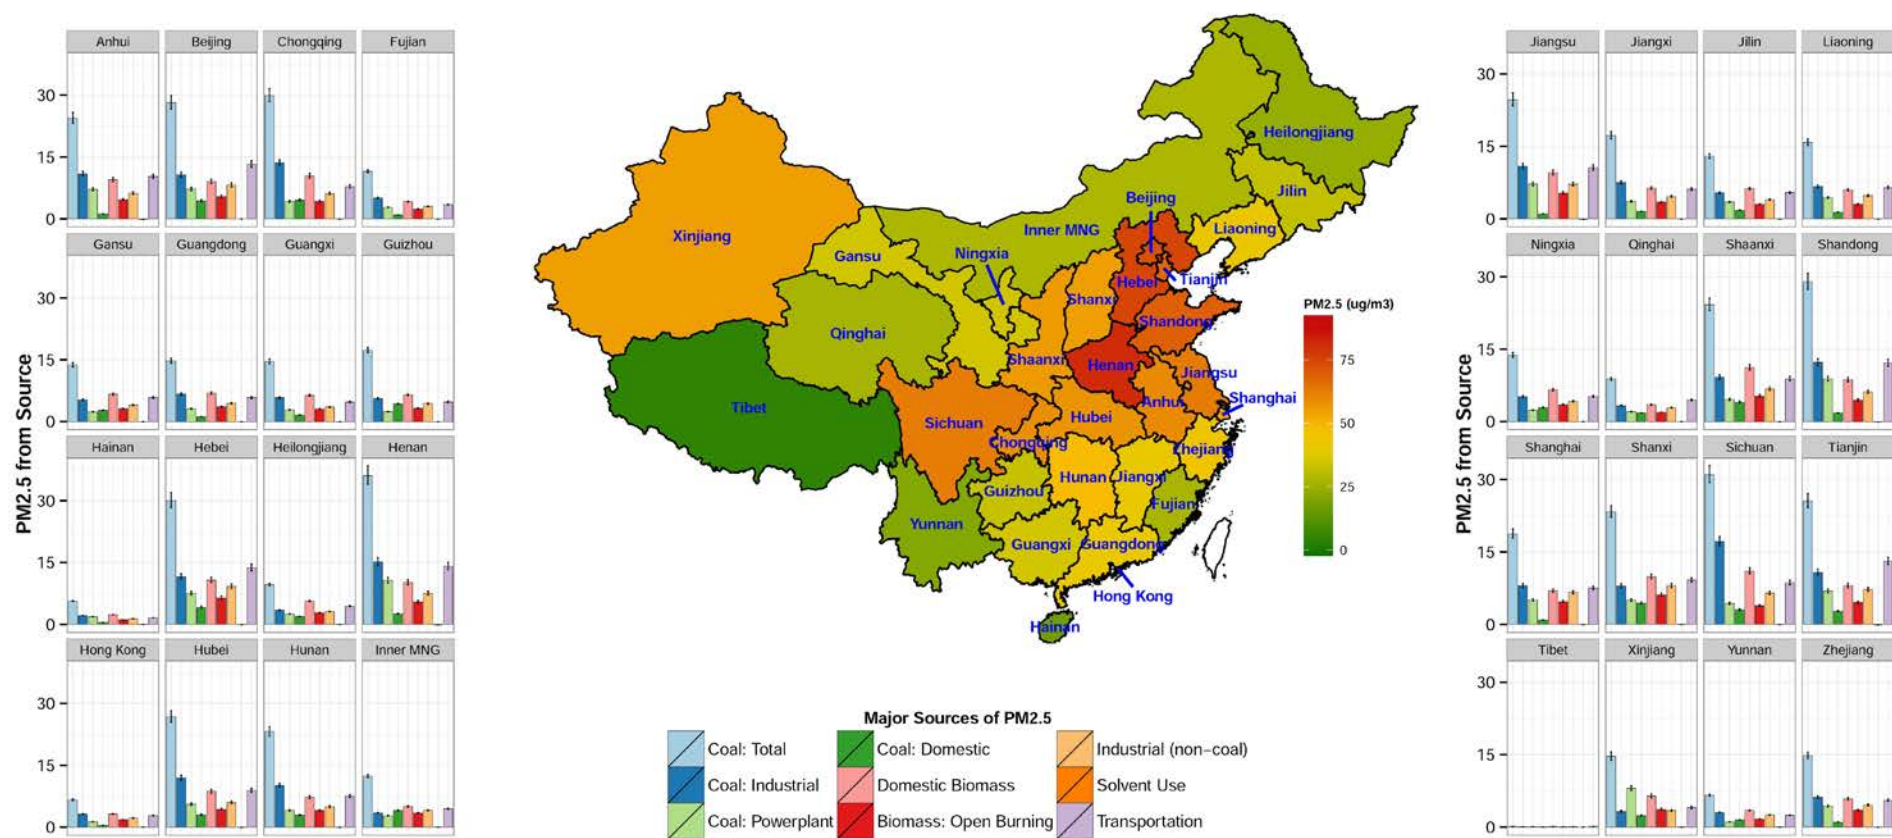 Anhui Beijing Chongqing Fujian
30
15
0
Gansu Guangdong Guangxi Guizhou
30
15
0
Hainan Hebei Heilongjiang Henan
30
15
0
Hong Kong Hubei Hunan Inner MNG
30
15
0
PM2.5 from Source
Heilongjiang
Jilin
Beijing
Liaoning
Inner MNG
Xinjiang
Ningxia
Gansu
Tianjin
Hebei
Shanxi
Shandong
Qinghai
Shaanxi
Henan
Jiangsu
Shanghai
Anhui
Tibet
Hubei
Sichuan
Chongqing
Zhejiang
Hunan
Jiangxi
Guizhou
Fujian
Yunnan
Guangxi
Guangdong
Hong Kong
Hainan
PM2.5 (ug/m3)
75
50
25
0
Major Sources of PM2.5
Coal: Total Coal: Domestic Industrial (non−coal)
Coal: Industrial Domestic Biomass Solvent Use
Coal: Powerplant Biomass: Open Burning Transportation
Jiangsu Jiangxi Jilin Liaoning
30
15
0
Ningxia Qinghai Shaanxi Shandong
30
15
0
Shanghai Shanxi Sichuan Tianjin
30
15
0
Tibet Xinjiang Yunnan Zhejiang
30
15
0
PM2.5 from Source